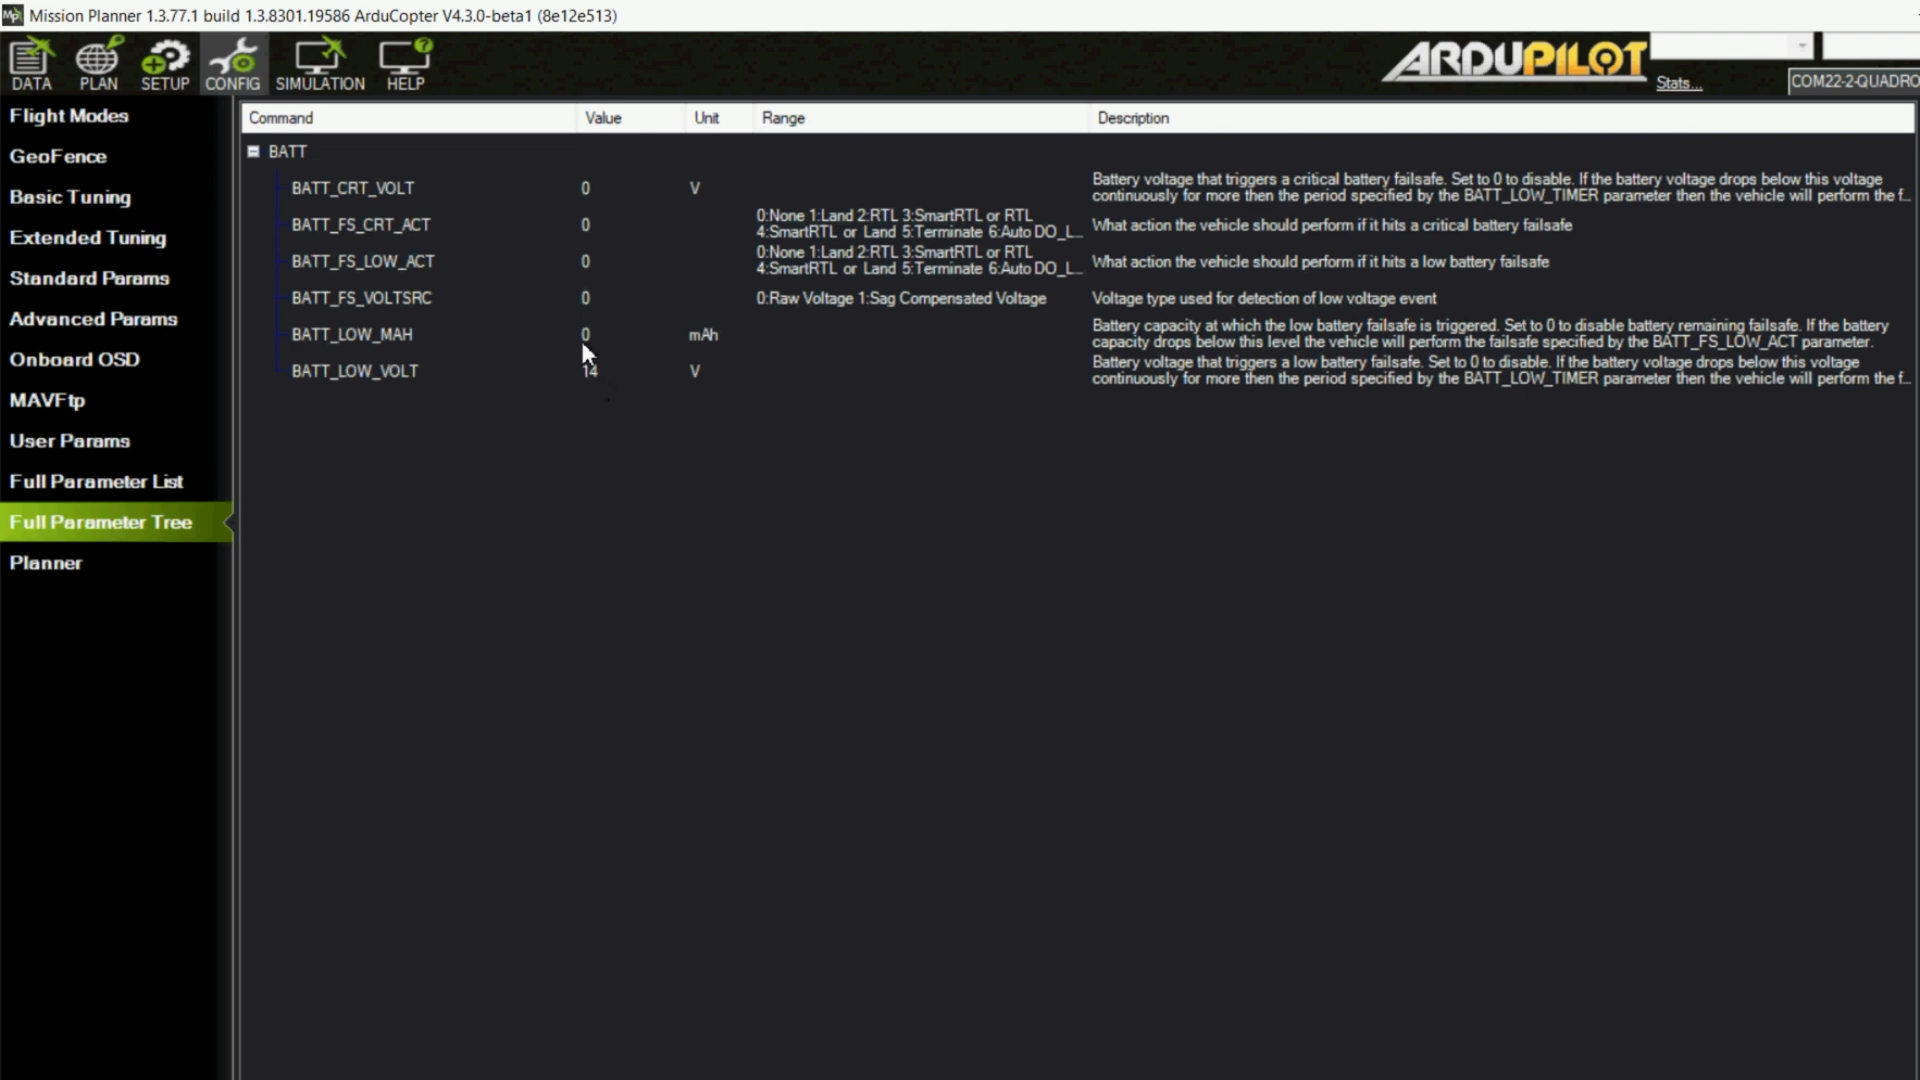 Mission Planner 1.3.77.1 build 1.3.8301.19586 ArduCopter V4.3.0-beta1 (8e12e513)
DATA PLAN SETUP CONFIG SIMULATION HELP
ARDUPILOT
Stats...
COM22-2-QUADRO
Flight Modes
GeoFence
Basic Tuning
Extended Tuning
Standard Params
Advanced Params
Onboard OSD
MAVFtp
User Params
Full Parameter List
Full Parameter Tree
Planner
Command Value Unit Range Description
BATT
BATT_CRT_VOLT 0 V
Battery voltage that triggers a critical battery failsafe. Set to 0 to disable. If the battery voltage drops below this voltage
continuously for more then the period specified by the BATT_LOW_TIMER parameter then the vehicle will perform the f...
BATT_FS_CRT_ACT 0
0:None 1:Land 2:RTL 3:SmartRTL or RTL
4:SmartRTL or Land 5:Terminate 6:Auto DO_L...
What action the vehicle should perform if it hits a critical battery failsafe
BATT_FS_LOW_ACT 0
0:None 1:Land 2:RTL 3:SmartRTL or RTL
4:SmartRTL or Land 5:Terminate 6:Auto DO_L...
What action the vehicle should perform if it hits a low battery failsafe
BATT_FS_VOLTSRC 0 0:Raw Voltage 1:Sag Compensated Voltage Voltage type used for detection of low voltage event
BATT_LOW_MAH 0 mAh
Battery capacity at which the low battery failsafe is triggered. Set to 0 to disable battery remaining failsafe. If the battery
capacity drops below this level the vehicle will perform the failsafe specified by the BATT_FS_LOW_ACT parameter.
BATT_LOW_VOLT 14 V
Battery voltage that triggers a low battery failsafe. Set to 0 to disable. If the battery voltage drops below this voltage
continuously for more then the period specified by the BATT_LOW_TIMER parameter then the vehicle will perform the f...